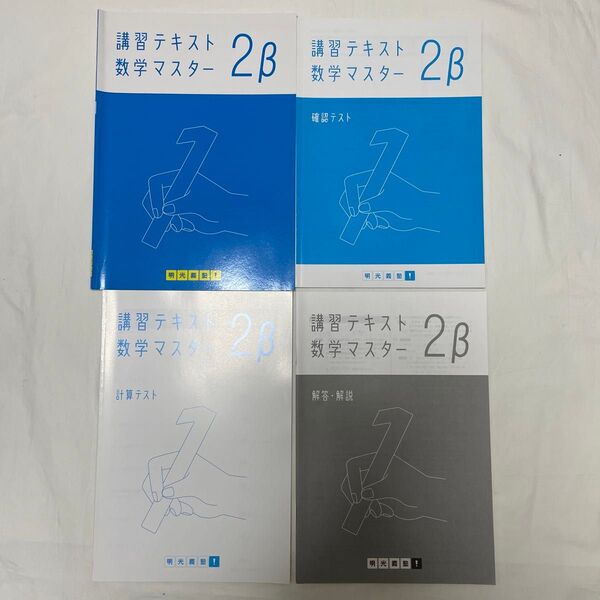 講習テキスト
数学マスター 2β
明光義塾!
講習テキスト
数学マスター 2β
確認テスト
明光義塾!
講習テキスト
数学マスター 2β
計算テスト
明光義塾!
講習テキスト
数学マスター 2β
解答・解説
明光義塾!